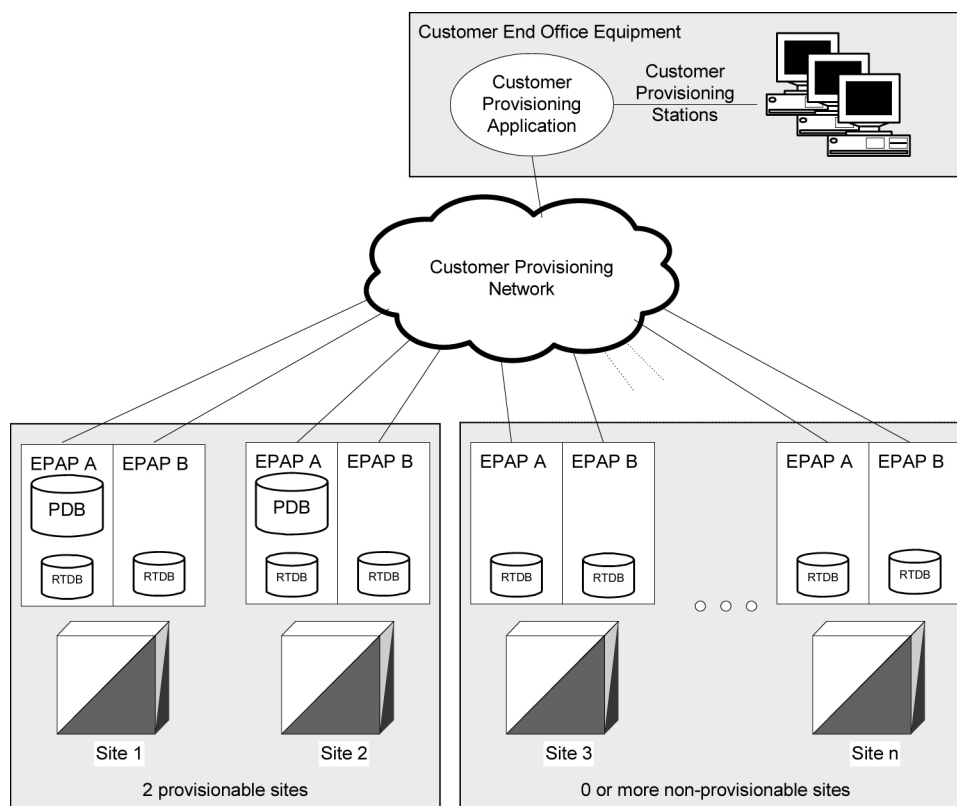 Customer End Office Equipment
Customer
Provisioning
Application
Customer
Provisioning
Stations
Customer Provisioning
Network
EPAP A
EPAP B
PDB
RTDB
RTDB
EPAP A
EPAP B
PDB
RTDB
RTDB
EPAP A
EPAP B
RTDB
RTDB
EPAP A
EPAP B
RTDB
RTDB
Site 1
Site 2
Site 3
Site n
2 provisionable sites
0 or more non-provisionable sites